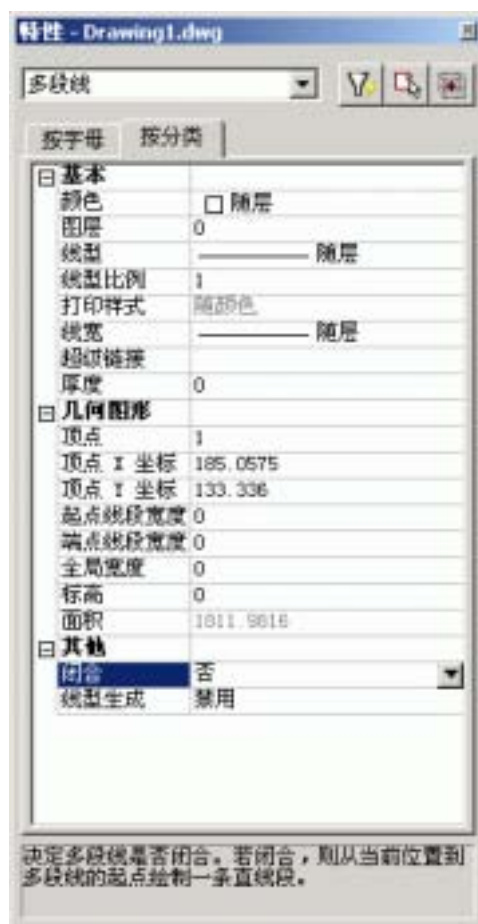 特性 - Drawing1.dwg
多段线
按字母 按分类
基本
颜色 随层
图层 0
线型 随层
线型比例 1
打印样式 随颜色
线宽 随层
超级链接
厚度 0
几何图形
顶点 1
顶点 X 坐标 185.0575
顶点 Y 坐标 133.336
起点线段宽度 0
端点线段宽度 0
全局宽度 0
标高 0
面积 1811.9816
其他
闭合 否
线型生成 禁用
决定多段线是否闭合。若闭合，则从当前位置到
多段线的起点绘制一条直线段。